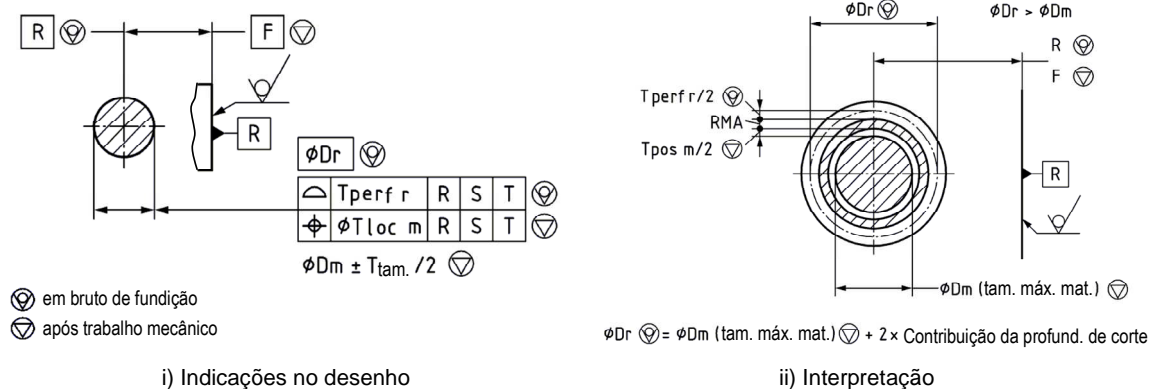 R F
R
φDr
Tperf r R S T
φTloc m R S T
φDm ± Ttam. /2
em bruto de fundição
após trabalho mecânico
i) Indicações no desenho
φDr φDr > φDm
R
F
Tperf r/2
RMA
Tpos m/2
R
φDm (tam. máx. mat.)
φDr = φDm (tam. máx. mat.) + 2× Contribuição da profund. de corte
ii) Interpretação